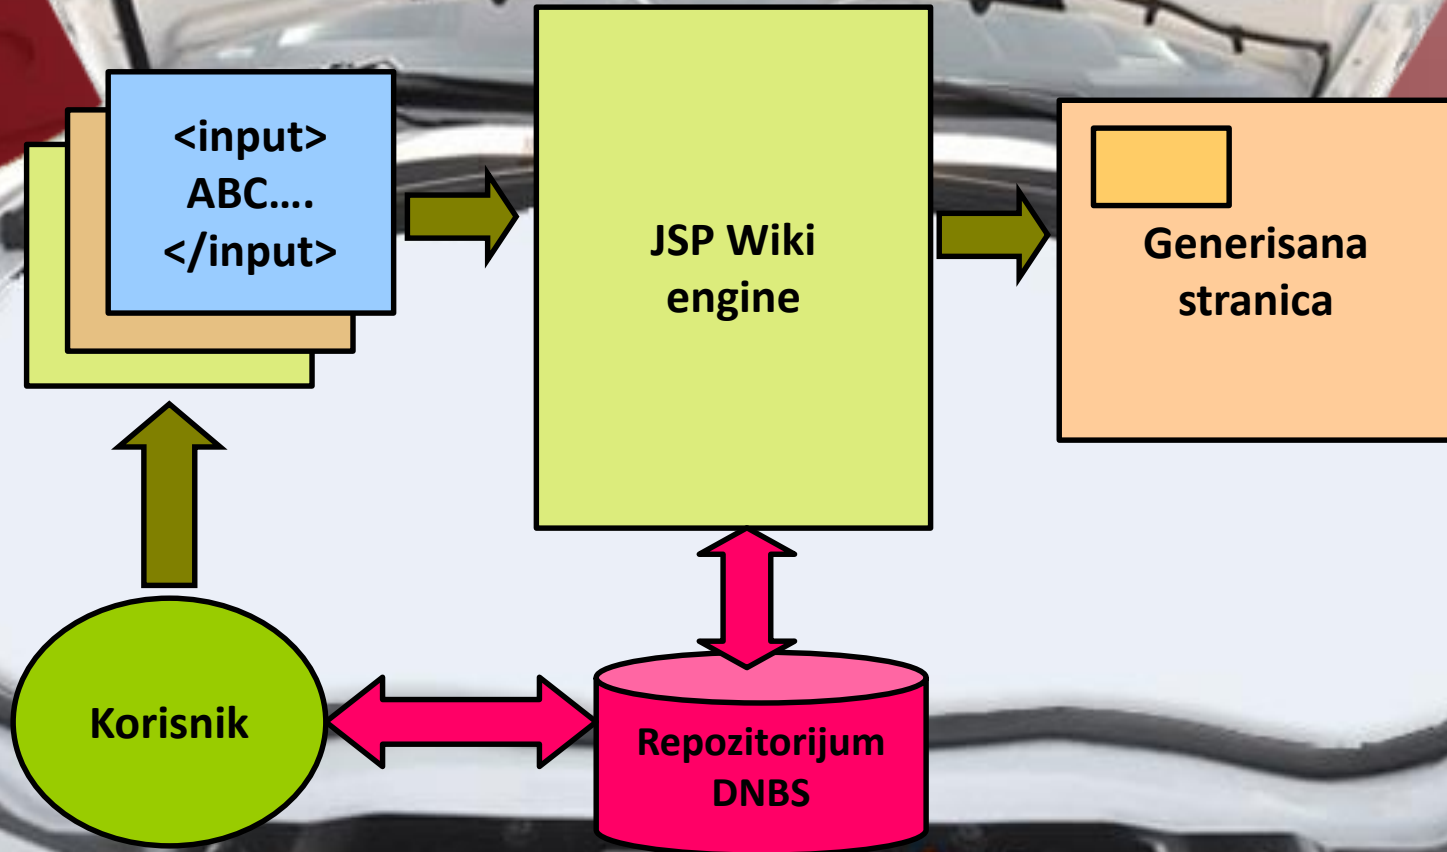 <input>
ABC....
</input>
JSP Wiki
engine
Generisana
stranica
Korisnik
Repozitorijum
DNBS